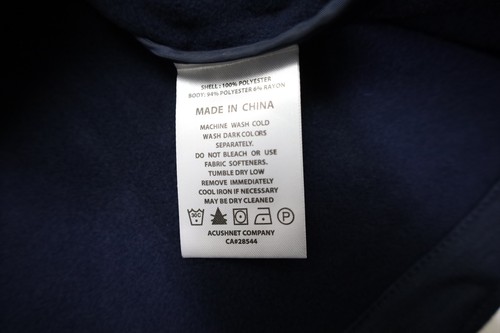 SHELL: 100% POLYESTER
BODY: 94% POLYESTER 6% RAYON
MADE IN CHINA
MACHINE WASH COLD
WASH DARK COLORS
SEPARATELY.
DO NOT BLEACH OR USE
FABRIC SOFTENERS.
TUMBLE DRY LOW
REMOVE IMMEDIATELY
COOL IRON IF NECESSARY
MAY BE DRY CLEANED
30C P
ACUSHNET COMPANY
CA#28544